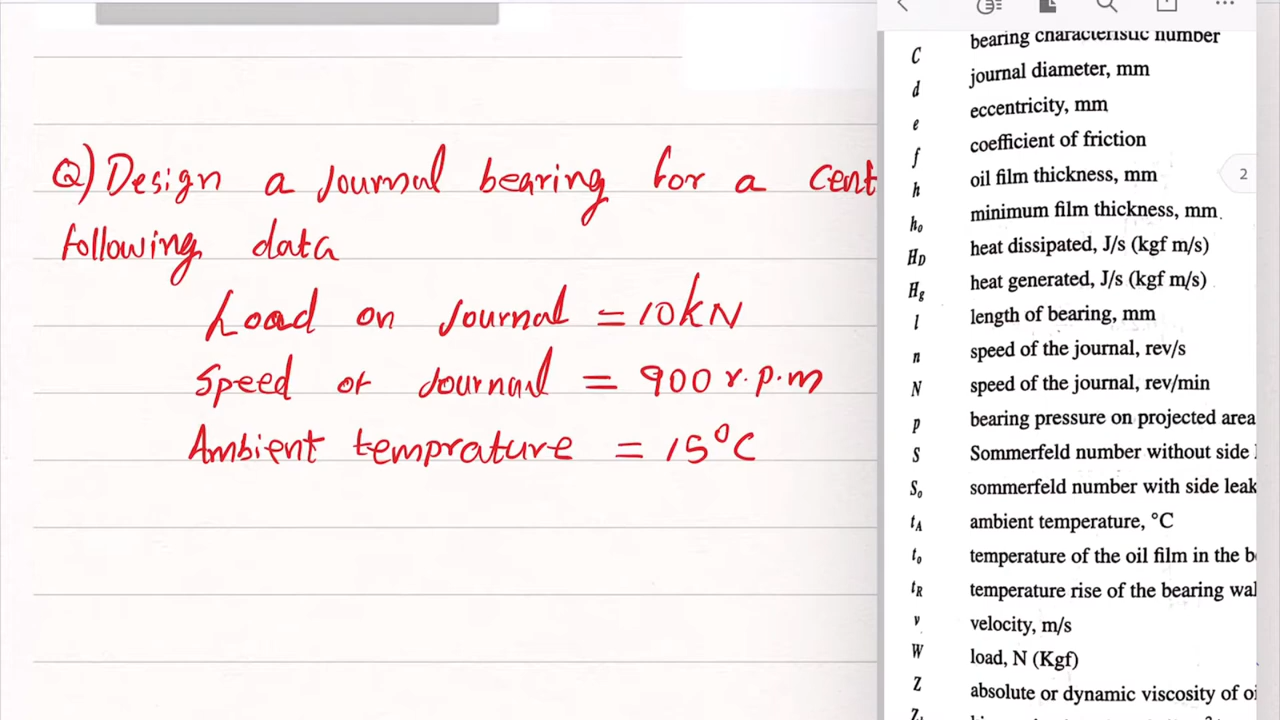 Q) Design a Journal bearing for a cent
following data
Load on Journal = 10kN
Speed of Journal = 900 r.p.m
Ambient temprature = 15°C
2
bearing characteristic number
C
journal diameter, mm
d
eccentricity, mm
e
coefficient of friction
f
oil film thickness, mm
h
minimum film thickness, mm.
h₀
heat dissipated, J/s (kgf m/s)
H_D
heat generated, J/s (kgf m/s)
H_g
length of bearing, mm
l
speed of the journal, rev/s
n
speed of the journal, rev/min
N
bearing pressure on projected area
p
Sommerfeld number without side
S
sommerfeld number with side leak
S₀
ambient temperature, °C
t_A
temperature of the oil film in the b
t₀
temperature rise of the bearing wal
t_R
velocity, m/s
v
load, N (Kgf)
W
absolute or dynamic viscosity of oi
Z